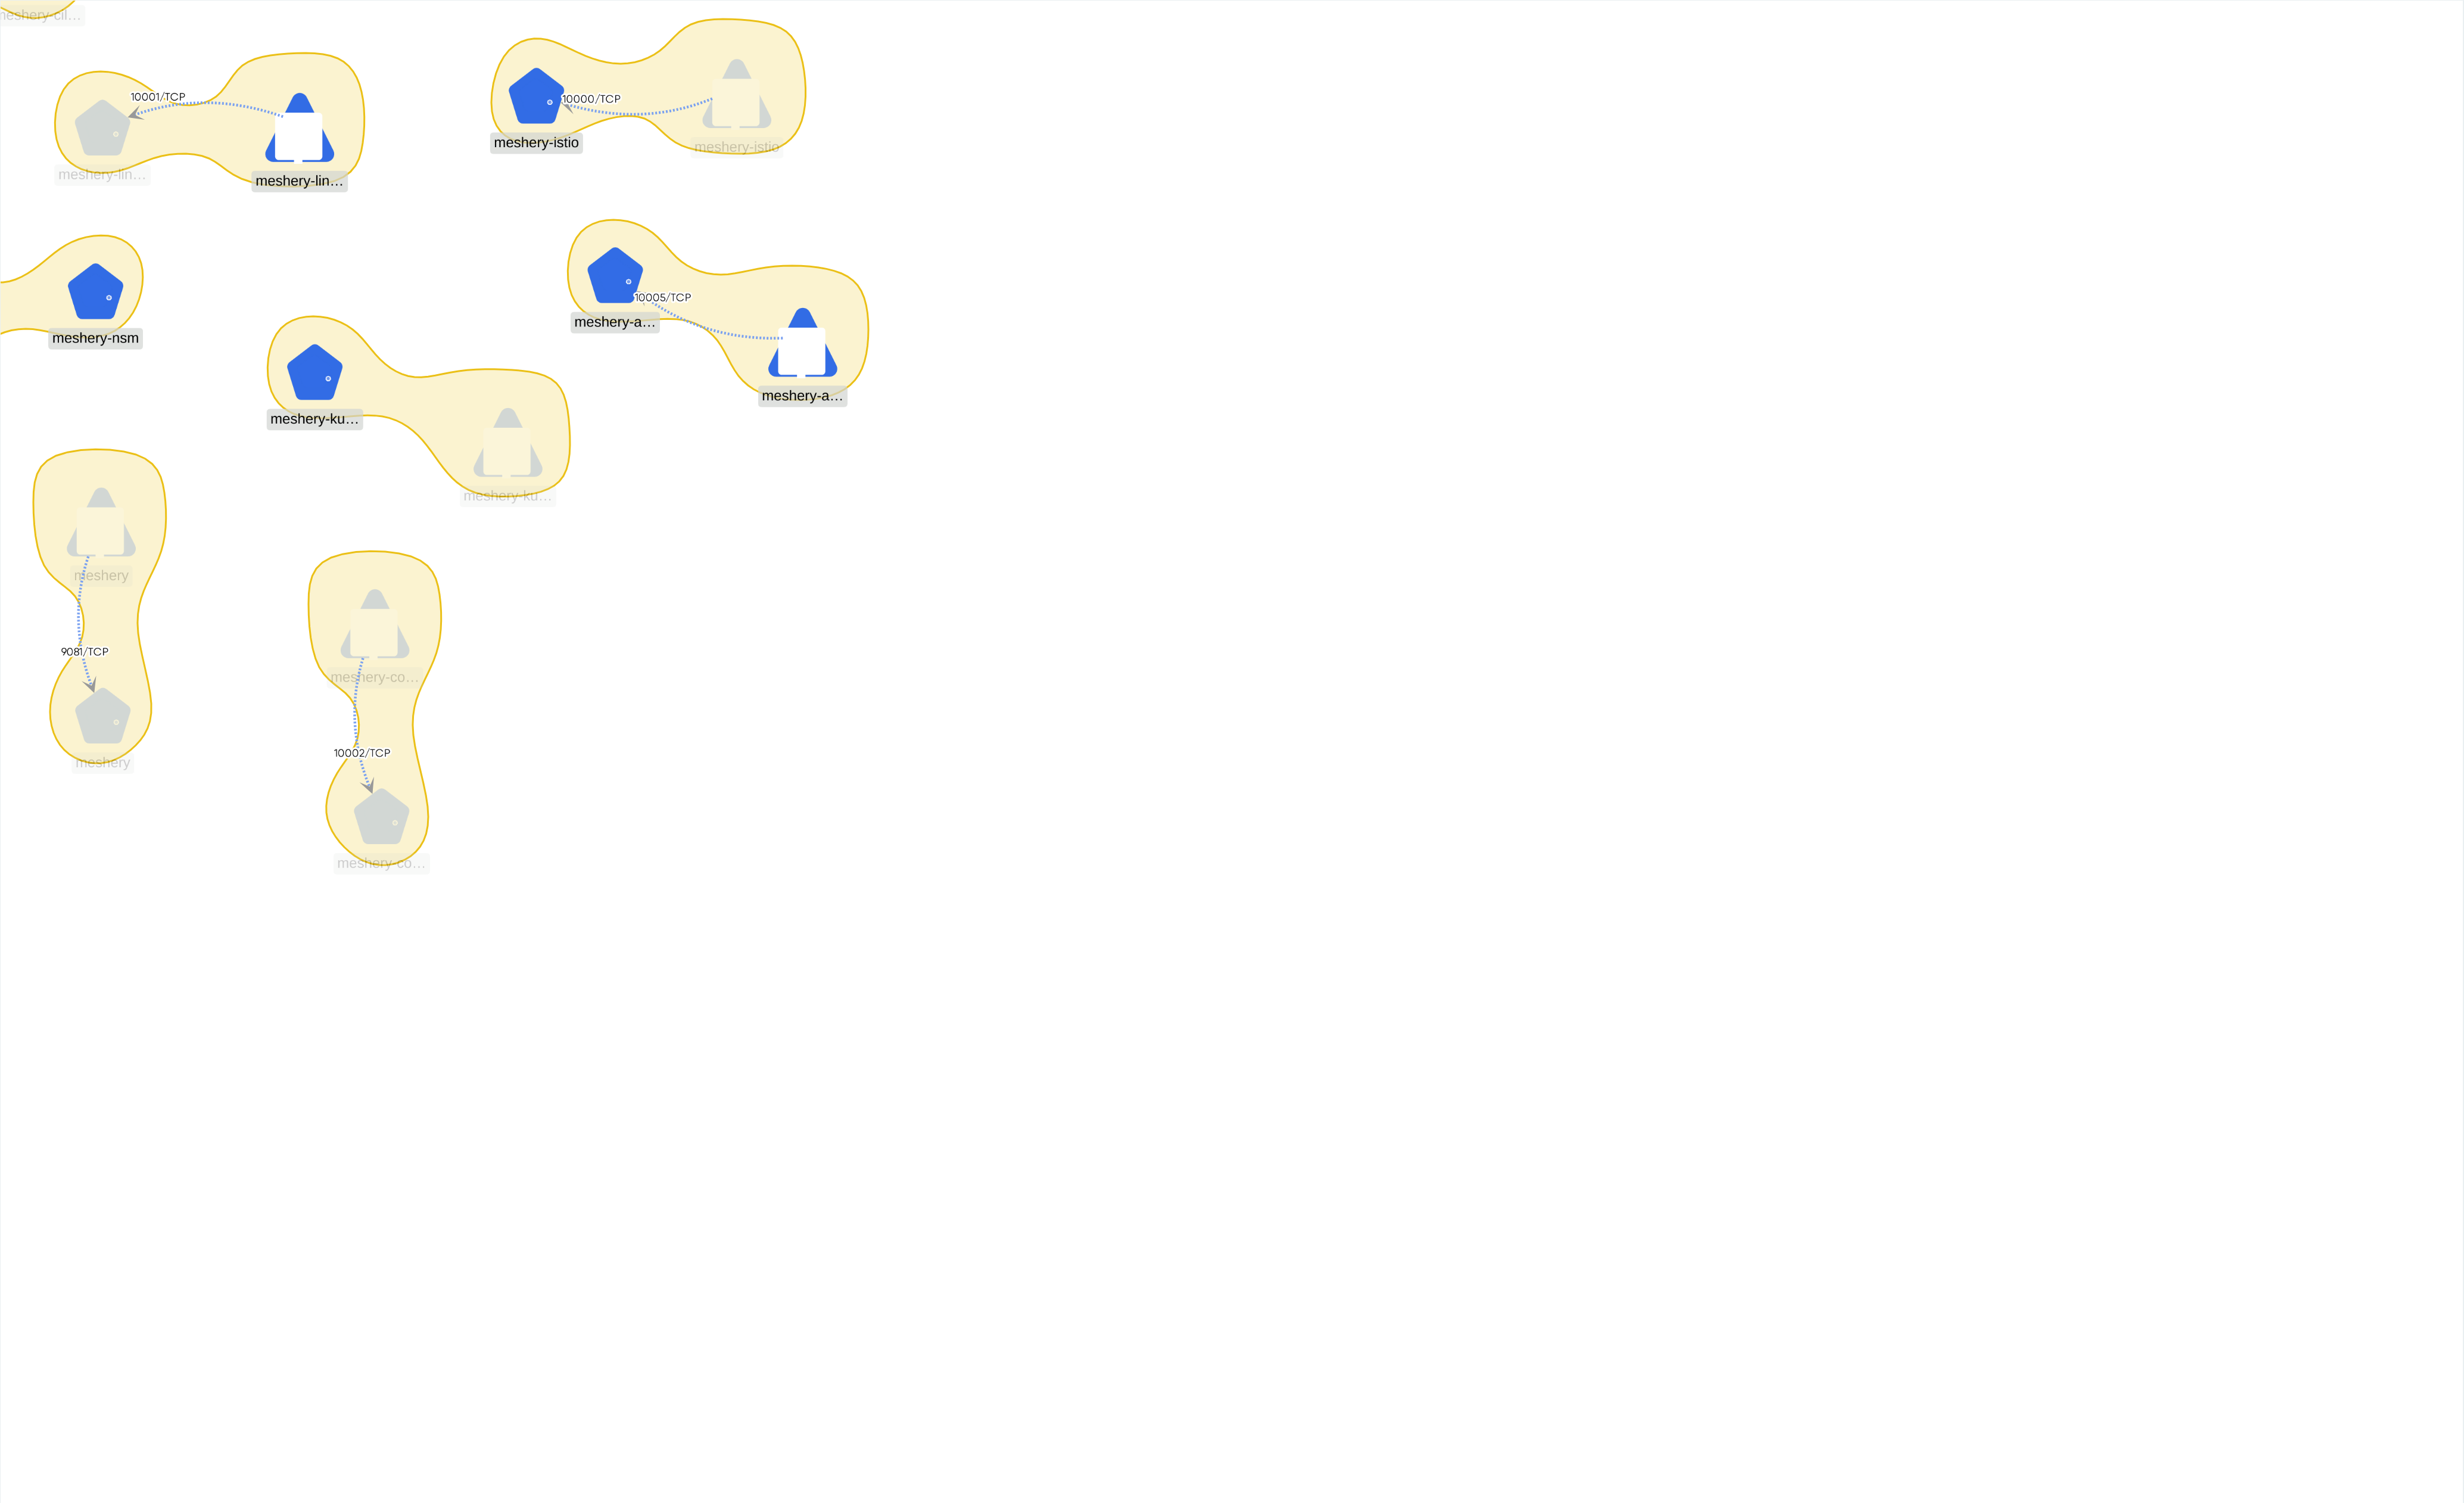 meshery-cil…
10001/TCP
meshery-lin…
meshery-lin…
10000/TCP
meshery-istio
meshery-istio
meshery-nsm
10005/TCP
meshery-a…
meshery-a…
meshery-ku…
meshery-ku…
meshery
9081/TCP
meshery
meshery-co…
10002/TCP
meshery-co…